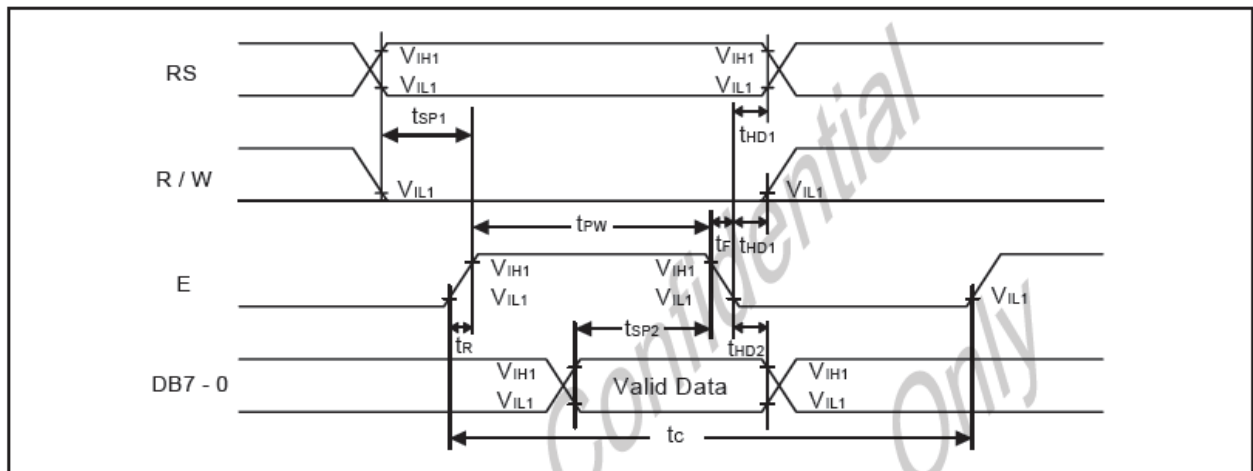 RS
VIH1
VIL1
VIH1
VIL1
tSP1
tHD1
R / W
VIL1
VIL1
tPW
tF
tHD1
E
VIH1
VIL1
VIH1
VIL1
VIL1
tR
tSP2
tHD2
DB7 - 0
VIH1
VIL1
Valid Data
VIH1
VIL1
tC
Confidential
Only